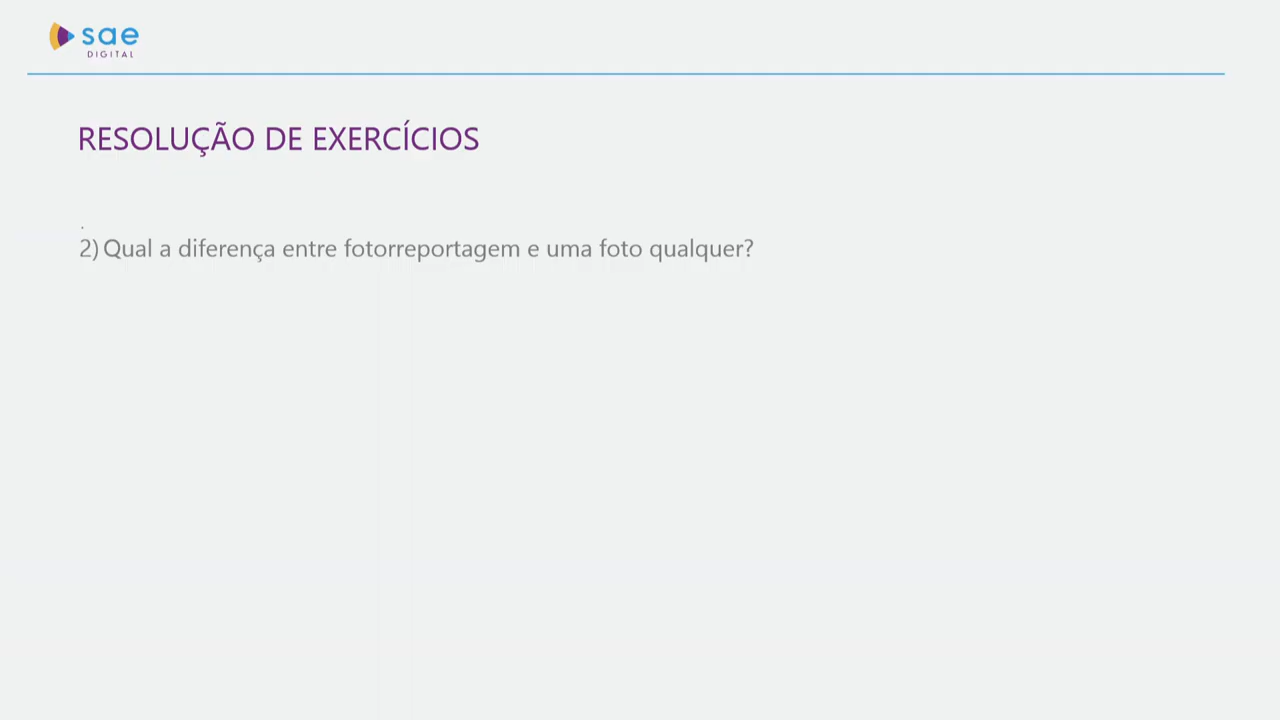 sae
DIGITAL
RESOLUÇÃO DE EXERCÍCIOS
.
2) Qual a diferença entre fotorreportagem e uma foto qualquer?